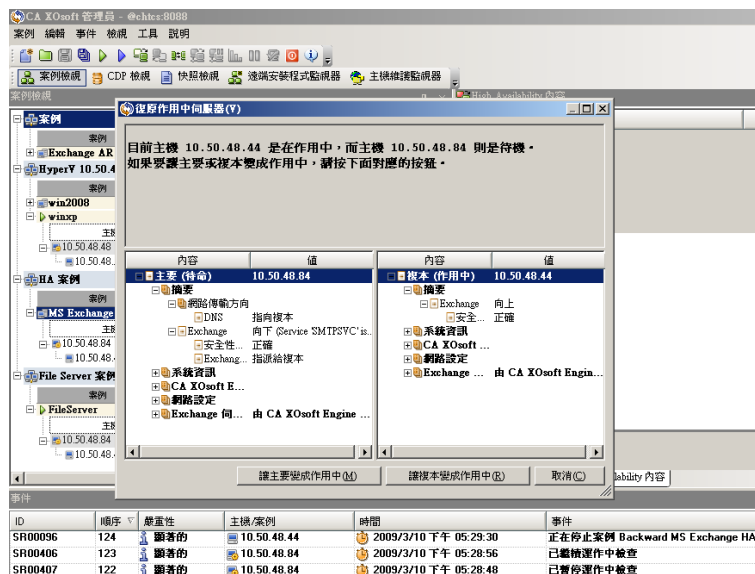 CA XOsoft 管理員 - @chtcs:8088
案例 編輯 事件 檢視 工具 說明
案例檢視 CDP 檢視 快照檢視 遠端安裝程式監視器 主機維護監視器
案例檢視
High Availability 內容
案例
案例
Exchange AR
HyperV 10.50.4
案例
win2008
winxp
10.50.48.48
10.50.48..
HA 案例
案例
MS Exchange
10.50.48.84
10.50.48.
File Server 案例
案例
FileServer
10.50.48.84
10.50.48.
復原作用中伺服器(V)
目前主機 10.50.48.44 是在作用中，而主機 10.50.48.84 則是待機。
如果要讓主要或複本變成作用中，請按下面對應的按鈕。
內容 值
主要 (待命) 10.50.48.84
摘要
網路傳輸方向
DNS 指向複本
Exchange 向下 (Service 'SMTPSVC' is..
安全性... 正確
Exchang... 指派給複本
系統資訊
CA XOsoft E...
網路設定
Exchange 伺... 由 CA XOsoft Engine ...
內容 值
複本 (作用中) 10.50.48.44
摘要
Exchange 向上
安全... 正確
系統資訊
CA XOsoft ...
網路設定
Exchange ... 由 CA XOsoft Engin...
讓主要變成作用中(M) 讓複本變成作用中(R) 取消(C)
lability 內容
事件
ID 順序 嚴重性 主機/案例 時間 事件
SR00096 124 顯著的 10.50.48.44 2009/3/10 下午 05:29:30 正在停止案例 Backward MS Exchange HA
SR00406 123 顯著的 10.50.48.84 2009/3/10 下午 05:28:56 已繼續運作中檢查
SR00407 122 顯著的 10.50.48.84 2009/3/10 下午 05:28:48 已暫停運作中檢查